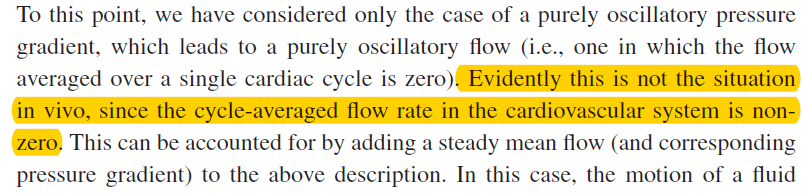 To this point, we have considered only the case of a purely oscillatory pressure
gradient, which leads to a purely oscillatory flow (i.e., one in which the flow
averaged over a single cardiac cycle is zero). Evidently this is not the situation
in vivo, since the cycle-averaged flow rate in the cardiovascular system is non-
zero. This can be accounted for by adding a steady mean flow (and corresponding
pressure gradient) to the above description. In this case, the motion of a fluid